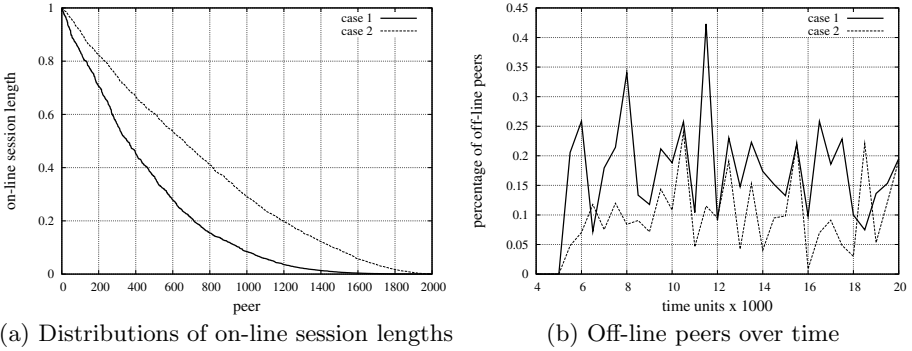 case 1
case 2
1
0.8
0.6
0.4
0.2
0
on-line session length
0 200 400 600 800 1000 1200 1400 1600 1800 2000
peer
(a) Distributions of on-line session lengths
case 1
case 2
0.45
0.4
0.35
0.3
0.25
0.2
0.15
0.1
0.05
0
percentage of off-line peers
4 6 8 10 12 14 16 18 20
time units x 1000
(b) Off-line peers over time